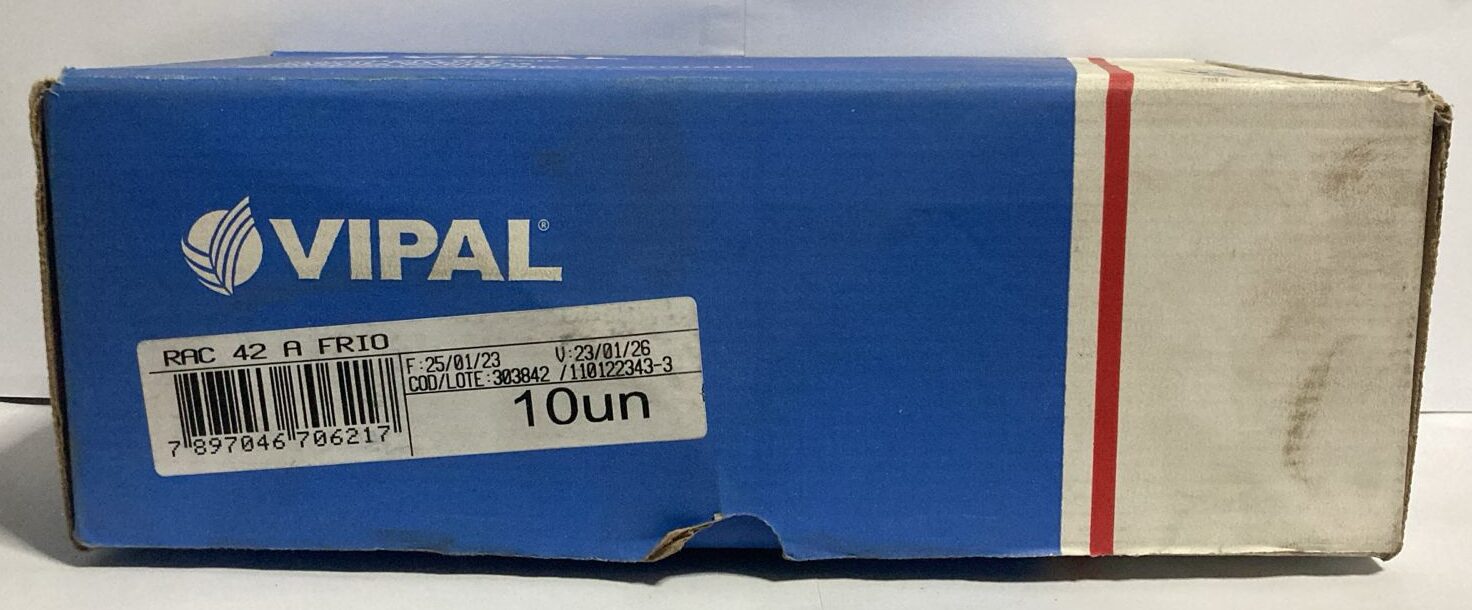 VIPAL®
RAC 42 A FRIO
F:25/01/23 V:23/01/26
COD/LOTE:303842 /110122343-3
10un
7 897046 706217